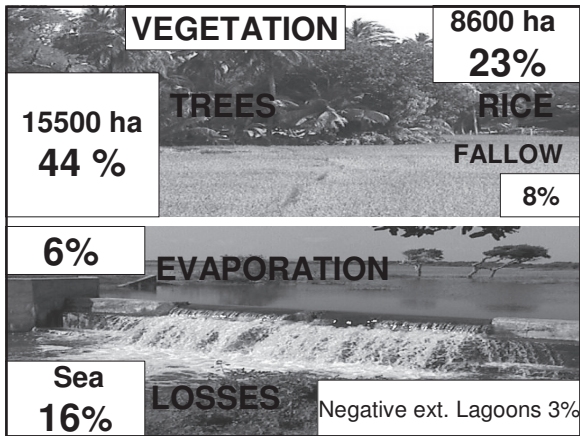 VEGETATION
8600 ha
23%
15500 ha
44 %
TREES
RICE
FALLOW
8%
6%
EVAPORATION
Sea
16%
LOSSES
Negative ext. Lagoons 3%